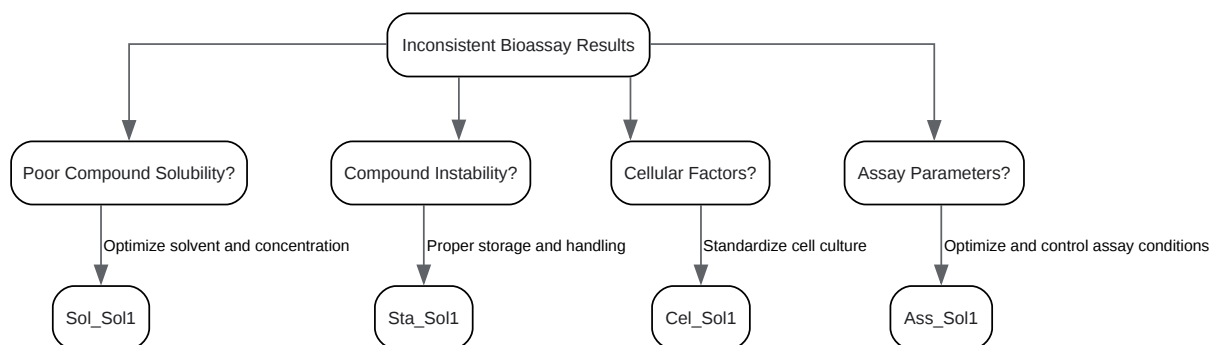 Inconsistent Bioassay Results
Poor Compound Solubility?
Compound Instability?
Cellular Factors?
Assay Parameters?
Optimize solvent and concentration
Proper storage and handling
Standardize cell culture
Optimize and control assay conditions
Sol_Sol1
Sta_Sol1
Cel_Sol1
Ass_Sol1